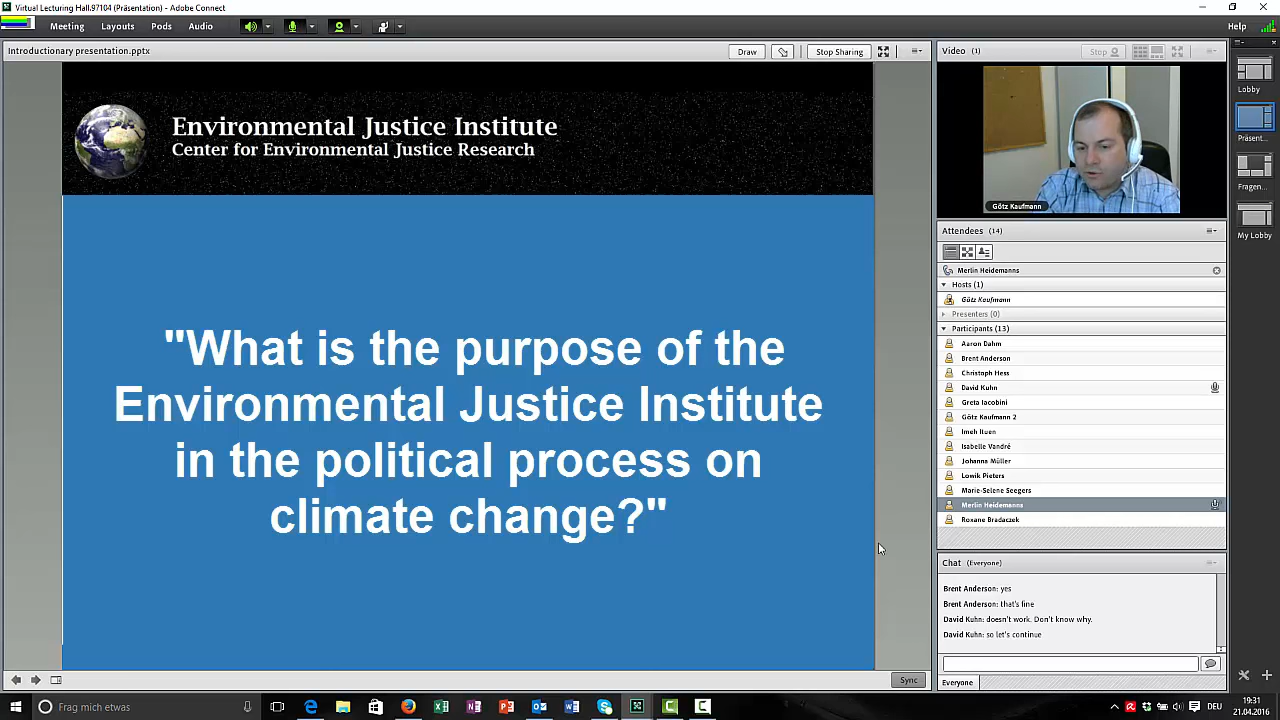 Virtual Lecturing Hall.97104 (Präsentation) - Adobe Connect
Meeting Layouts Pods Audio
Help
Introductionary presentation.pptx
Draw
Stop Sharing
Environmental Justice Institute
Center for Environmental Justice Research
"What is the purpose of the
Environmental Justice Institute
in the political process on
climate change?"
Sync
Video (1)
Stop
Götz Kaufmann
Attendees (14)
Merlin Heidemanns
Hosts (1)
Götz Kaufmann
Presenters (0)
Participants (13)
Aaron Dahm
Brent Anderson
Christoph Hess
David Kuhn
Greta Iacobini
Götz Kaufmann 2
Imeh Ituen
Isabelle Vandré
Johanna Müller
Lowik Pieters
Marie-Selene Seegers
Merlin Heidemanns
Roxane Bradaczek
Chat (Everyone)
Brent Anderson: yes
Brent Anderson: that's fine
David Kuhn: doesn't work. Don't know why.
David Kuhn: so let's continue
Everyone
Lobby
Präsent...
Fragen...
My Lobby
Frag mich etwas
DEU
19:31
21.04.2016